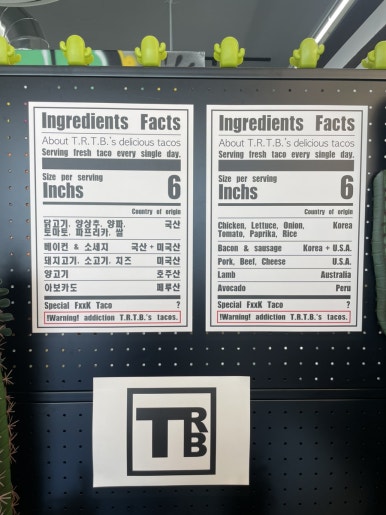 Ingredients Facts
About T.R.T.B.'s delicious tacos
Serving fresh taco every single day.
Size per serving
Inchs 6
Country of origin
닭고기, 양상추, 양파, 국산
토마토, 파프리카, 쌀
베이컨 & 소세지 국산 + 미국산
돼지고기, 소고기, 치즈 미국산
양고기 호주산
아보카도 페루산
Special FxxK Taco ?
!Warning! addiction T.R.T.B.'s tacos.
Ingredients Facts
About T.R.T.B.'s delicious tacos
Serving fresh taco every single day.
Size per serving
Inchs 6
Country of origin
Chicken, Lettuce, Onion, Korea
Tomato, Paprika, Rice
Bacon & sausage Korea + U.S.A.
Pork, Beef, Cheese U.S.A.
Lamb Australia
Avocado Peru
Special FxxK Taco ?
!Warning! addiction T.R.T.B.'s tacos.
TRB